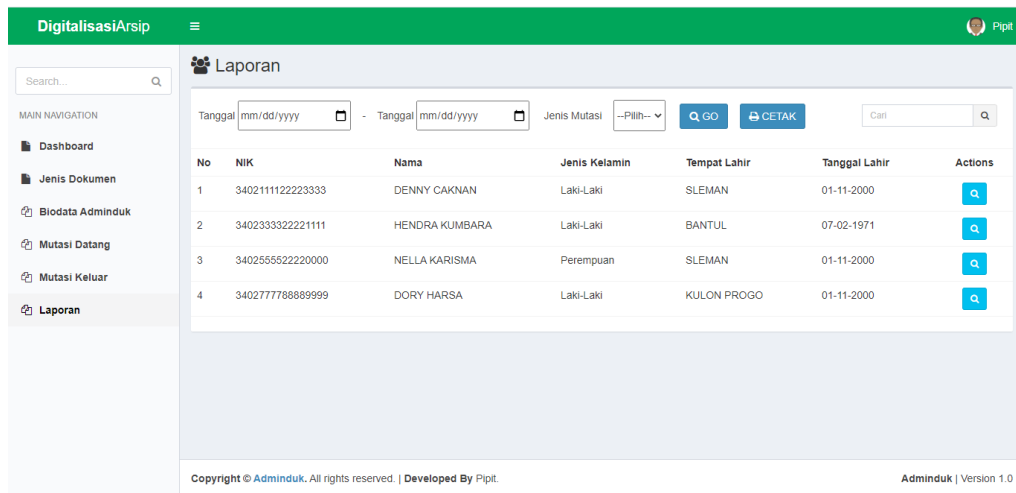 DigitalisasiArsip Pipit
Laporan
Search...
MAIN NAVIGATION
Dashboard
Jenis Dokumen
Biodata Adminduk
Mutasi Datang
Mutasi Keluar
Laporan
Tanggal mm/dd/yyyy - Tanggal mm/dd/yyyy Jenis Mutasi --Pilih-- GO CETAK Cari
No NIK Nama Jenis Kelamin Tempat Lahir Tanggal Lahir Actions
1 3402111122223333 DENNY CAKNAN Laki-Laki SLEMAN 01-11-2000
2 3402333322221111 HENDRA KUMBARA Laki-Laki BANTUL 07-02-1971
3 3402555522220000 NELLA KARISMA Perempuan SLEMAN 01-11-2000
4 3402777788889999 DORY HARSA Laki-Laki KULON PROGO 01-11-2000
Copyright © Adminduk. All rights reserved. | Developed By Pipit. Adminduk | Version 1.0